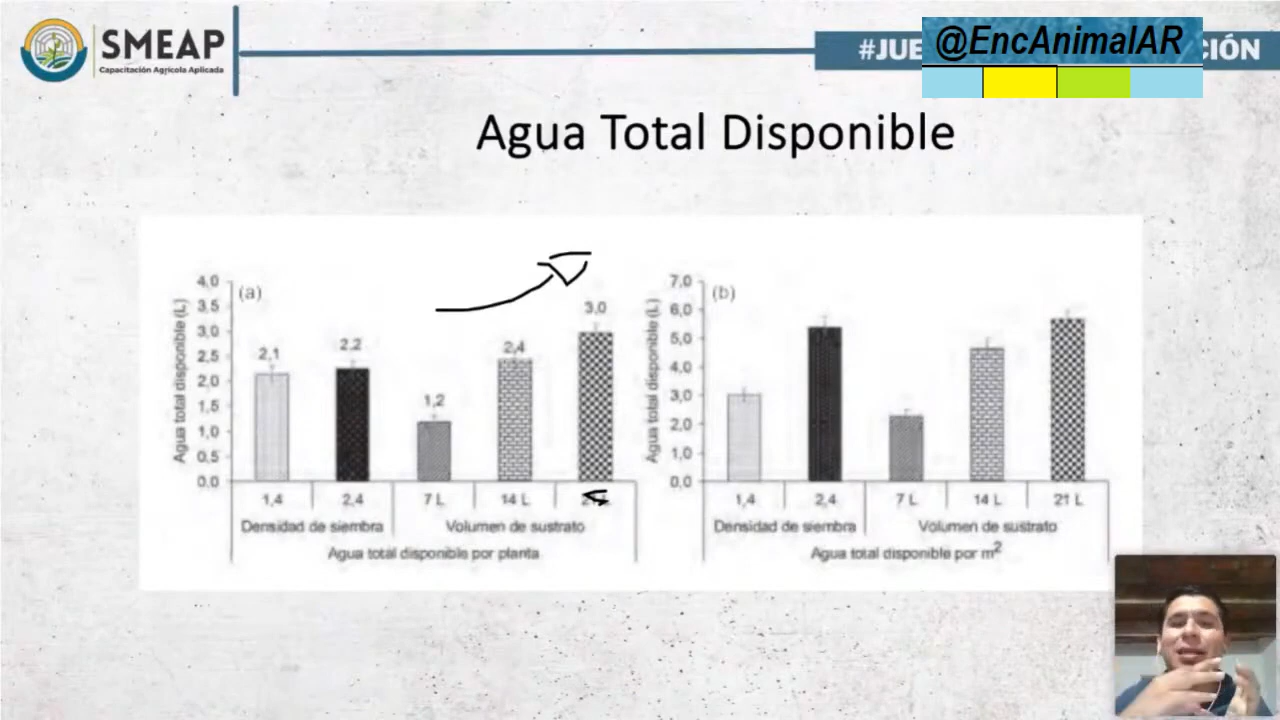 SMEAP
Capacitación Agrícola Aplicada
#JUE
@EncAnimalAR
CIÓN
Agua Total Disponible
(a)
Agua total disponible (L)
4,0
3,5
3,0
2,5
2,0
1,5
1,0
0,5
0,0
2,1
2,2
1,2
2,4
3,0
1,4
2,4
7 L
14 L
Densidad de siembra
Volumen de sustrato
Agua total disponible por planta
(b)
Agua total disponible (L)
7,0
6,0
5,0
4,0
3,0
2,0
1,0
0,0
1,4
2,4
7 L
14 L
21 L
Densidad de siembra
Volumen de sustrato
Agua total disponible por m²